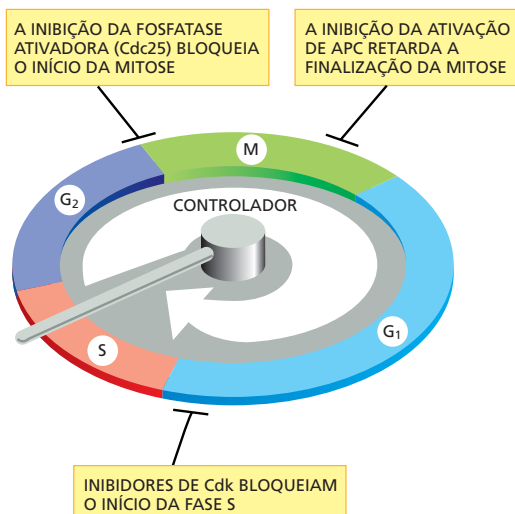 A INIBIÇÃO DA FOSFATASE
ATIVADORA (Cdc25) BLOQUEIA
O INÍCIO DA MITOSE
A INIBIÇÃO DA ATIVAÇÃO
DE APC RETARDA A
FINALIZAÇÃO DA MITOSE
M
G₂
CONTROLADOR
G₁
S
INIBIDORES DE Cdk BLOQUEIAM
O INÍCIO DA FASE S